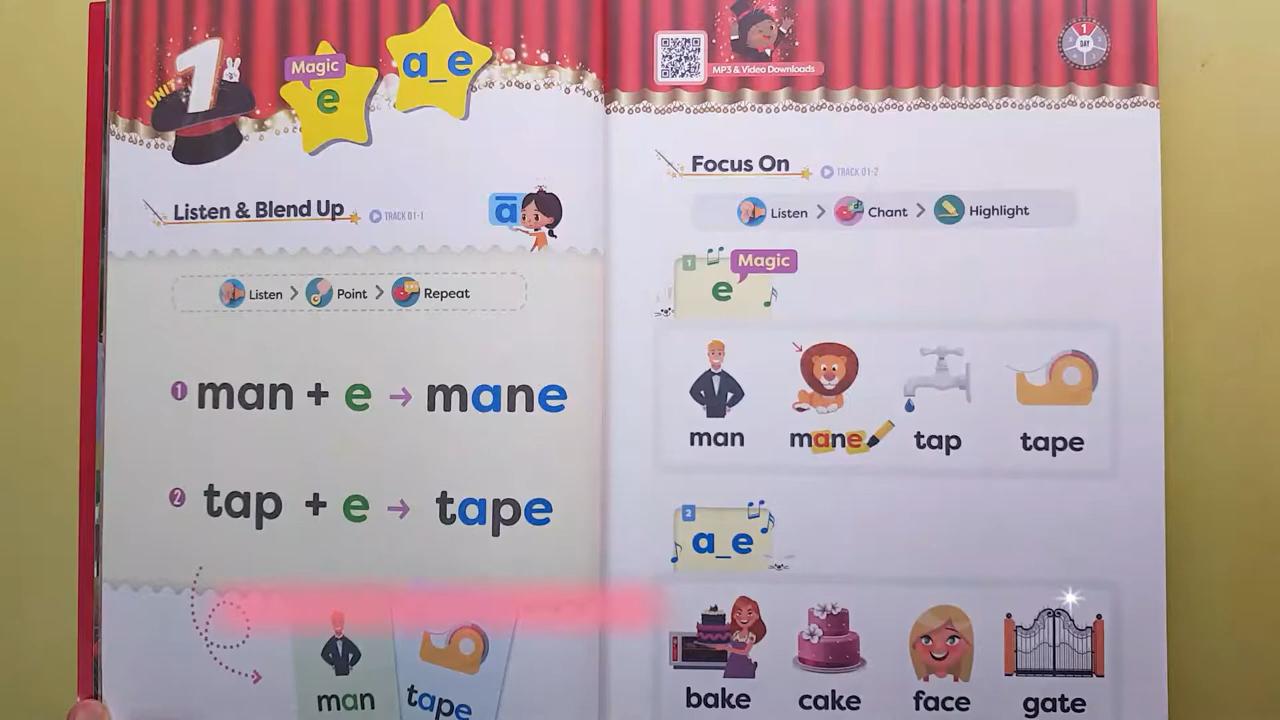 UNIT 1
Magic
e
a_e
Listen & Blend Up
TRACK 01-1
ā
Listen > Point > Repeat
1 man + e → mane
2 tap + e → tape
man
tape
MP3 & Video Downloads
1
DAY
Focus On
TRACK 01-2
Listen > Chant > Highlight
1
Magic
e
man mane tap tape
2
a_e
bake cake face gate